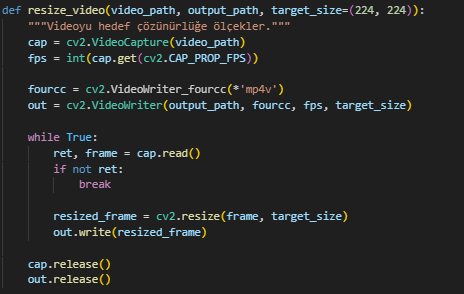 def resize_video(video_path, output_path, target_size=(224, 224)):
    """Videoyu hedef çözünürlüğe ölçekler."""
    cap = cv2.VideoCapture(video_path)
    fps = int(cap.get(cv2.CAP_PROP_FPS))

    fourcc = cv2.VideoWriter_fourcc(*'mp4v')
    out = cv2.VideoWriter(output_path, fourcc, fps, target_size)

    while True:
        ret, frame = cap.read()
        if not ret:
            break

        resized_frame = cv2.resize(frame, target_size)
        out.write(resized_frame)

    cap.release()
    out.release()